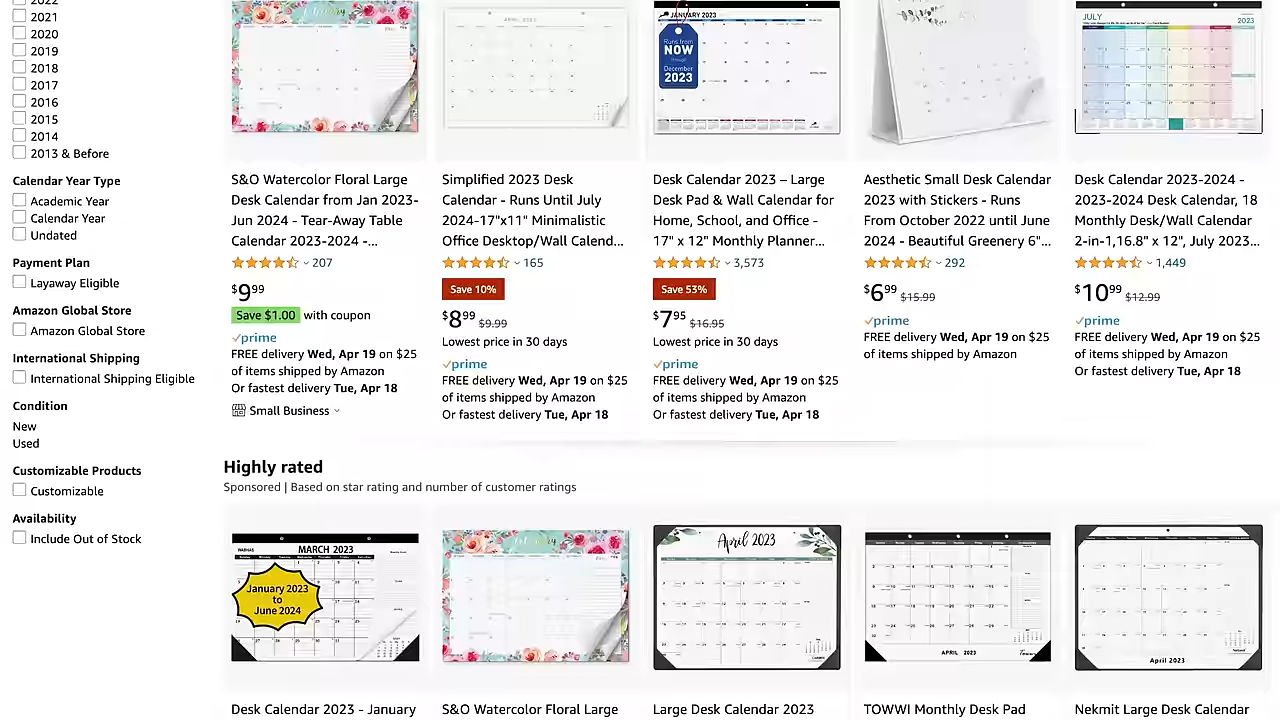 2022
2021
2020
2019
2018
2017
2016
2015
2014
2013 & Before
Calendar Year Type
Academic Year
Calendar Year
Undated
Payment Plan
Layaway Eligible
Amazon Global Store
Amazon Global Store
International Shipping
International Shipping Eligible
Condition
New
Used
Customizable Products
Customizable
Availability
Include Out of Stock
APRIL 2023
JANUARY 2023
Runs from
NOW
through
December
2023
JULY
2023
S&O Watercolor Floral Large
Desk Calendar from Jan 2023-
Jun 2024 - Tear-Away Table
Calendar 2023-2024 -...
207
$9.99
Save $1.00 with coupon
prime
FREE delivery Wed, Apr 19 on $25
of items shipped by Amazon
Or fastest delivery Tue, Apr 18
Small Business
Simplified 2023 Desk
Calendar - Runs Until July
2024-17"x11" Minimalistic
Office Desktop/Wall Calend...
165
Save 10%
$8.99 $9.99
Lowest price in 30 days
prime
FREE delivery Wed, Apr 19 on $25
of items shipped by Amazon
Or fastest delivery Tue, Apr 18
Desk Calendar 2023 – Large
Desk Pad & Wall Calendar for
Home, School, and Office -
17" x 12" Monthly Planner...
3,573
Save 53%
$7.95 $16.95
Lowest price in 30 days
prime
FREE delivery Wed, Apr 19 on $25
of items shipped by Amazon
Or fastest delivery Tue, Apr 18
Aesthetic Small Desk Calendar
2023 with Stickers - Runs
From October 2022 until June
2024 - Beautiful Greenery 6"...
292
$6.99 $15.99
prime
FREE delivery Wed, Apr 19 on $25
of items shipped by Amazon
Desk Calendar 2023-2024 -
2023-2024 Desk Calendar, 18
Monthly Desk/Wall Calendar
2-in-1,16.8" x 12", July 2023...
1,449
$10.99 $12.99
prime
FREE delivery Wed, Apr 19 on $25
of items shipped by Amazon
Or fastest delivery Tue, Apr 18
Highly rated
Sponsored | Based on star rating and number of customer ratings
MARCH 2023
January 2023
to
June 2024
April 2023
APRIL 2023
April 2023
Desk Calendar 2023 - January
S&O Watercolor Floral Large
Large Desk Calendar 2023
TOWWI Monthly Desk Pad
Nekmit Large Desk Calendar